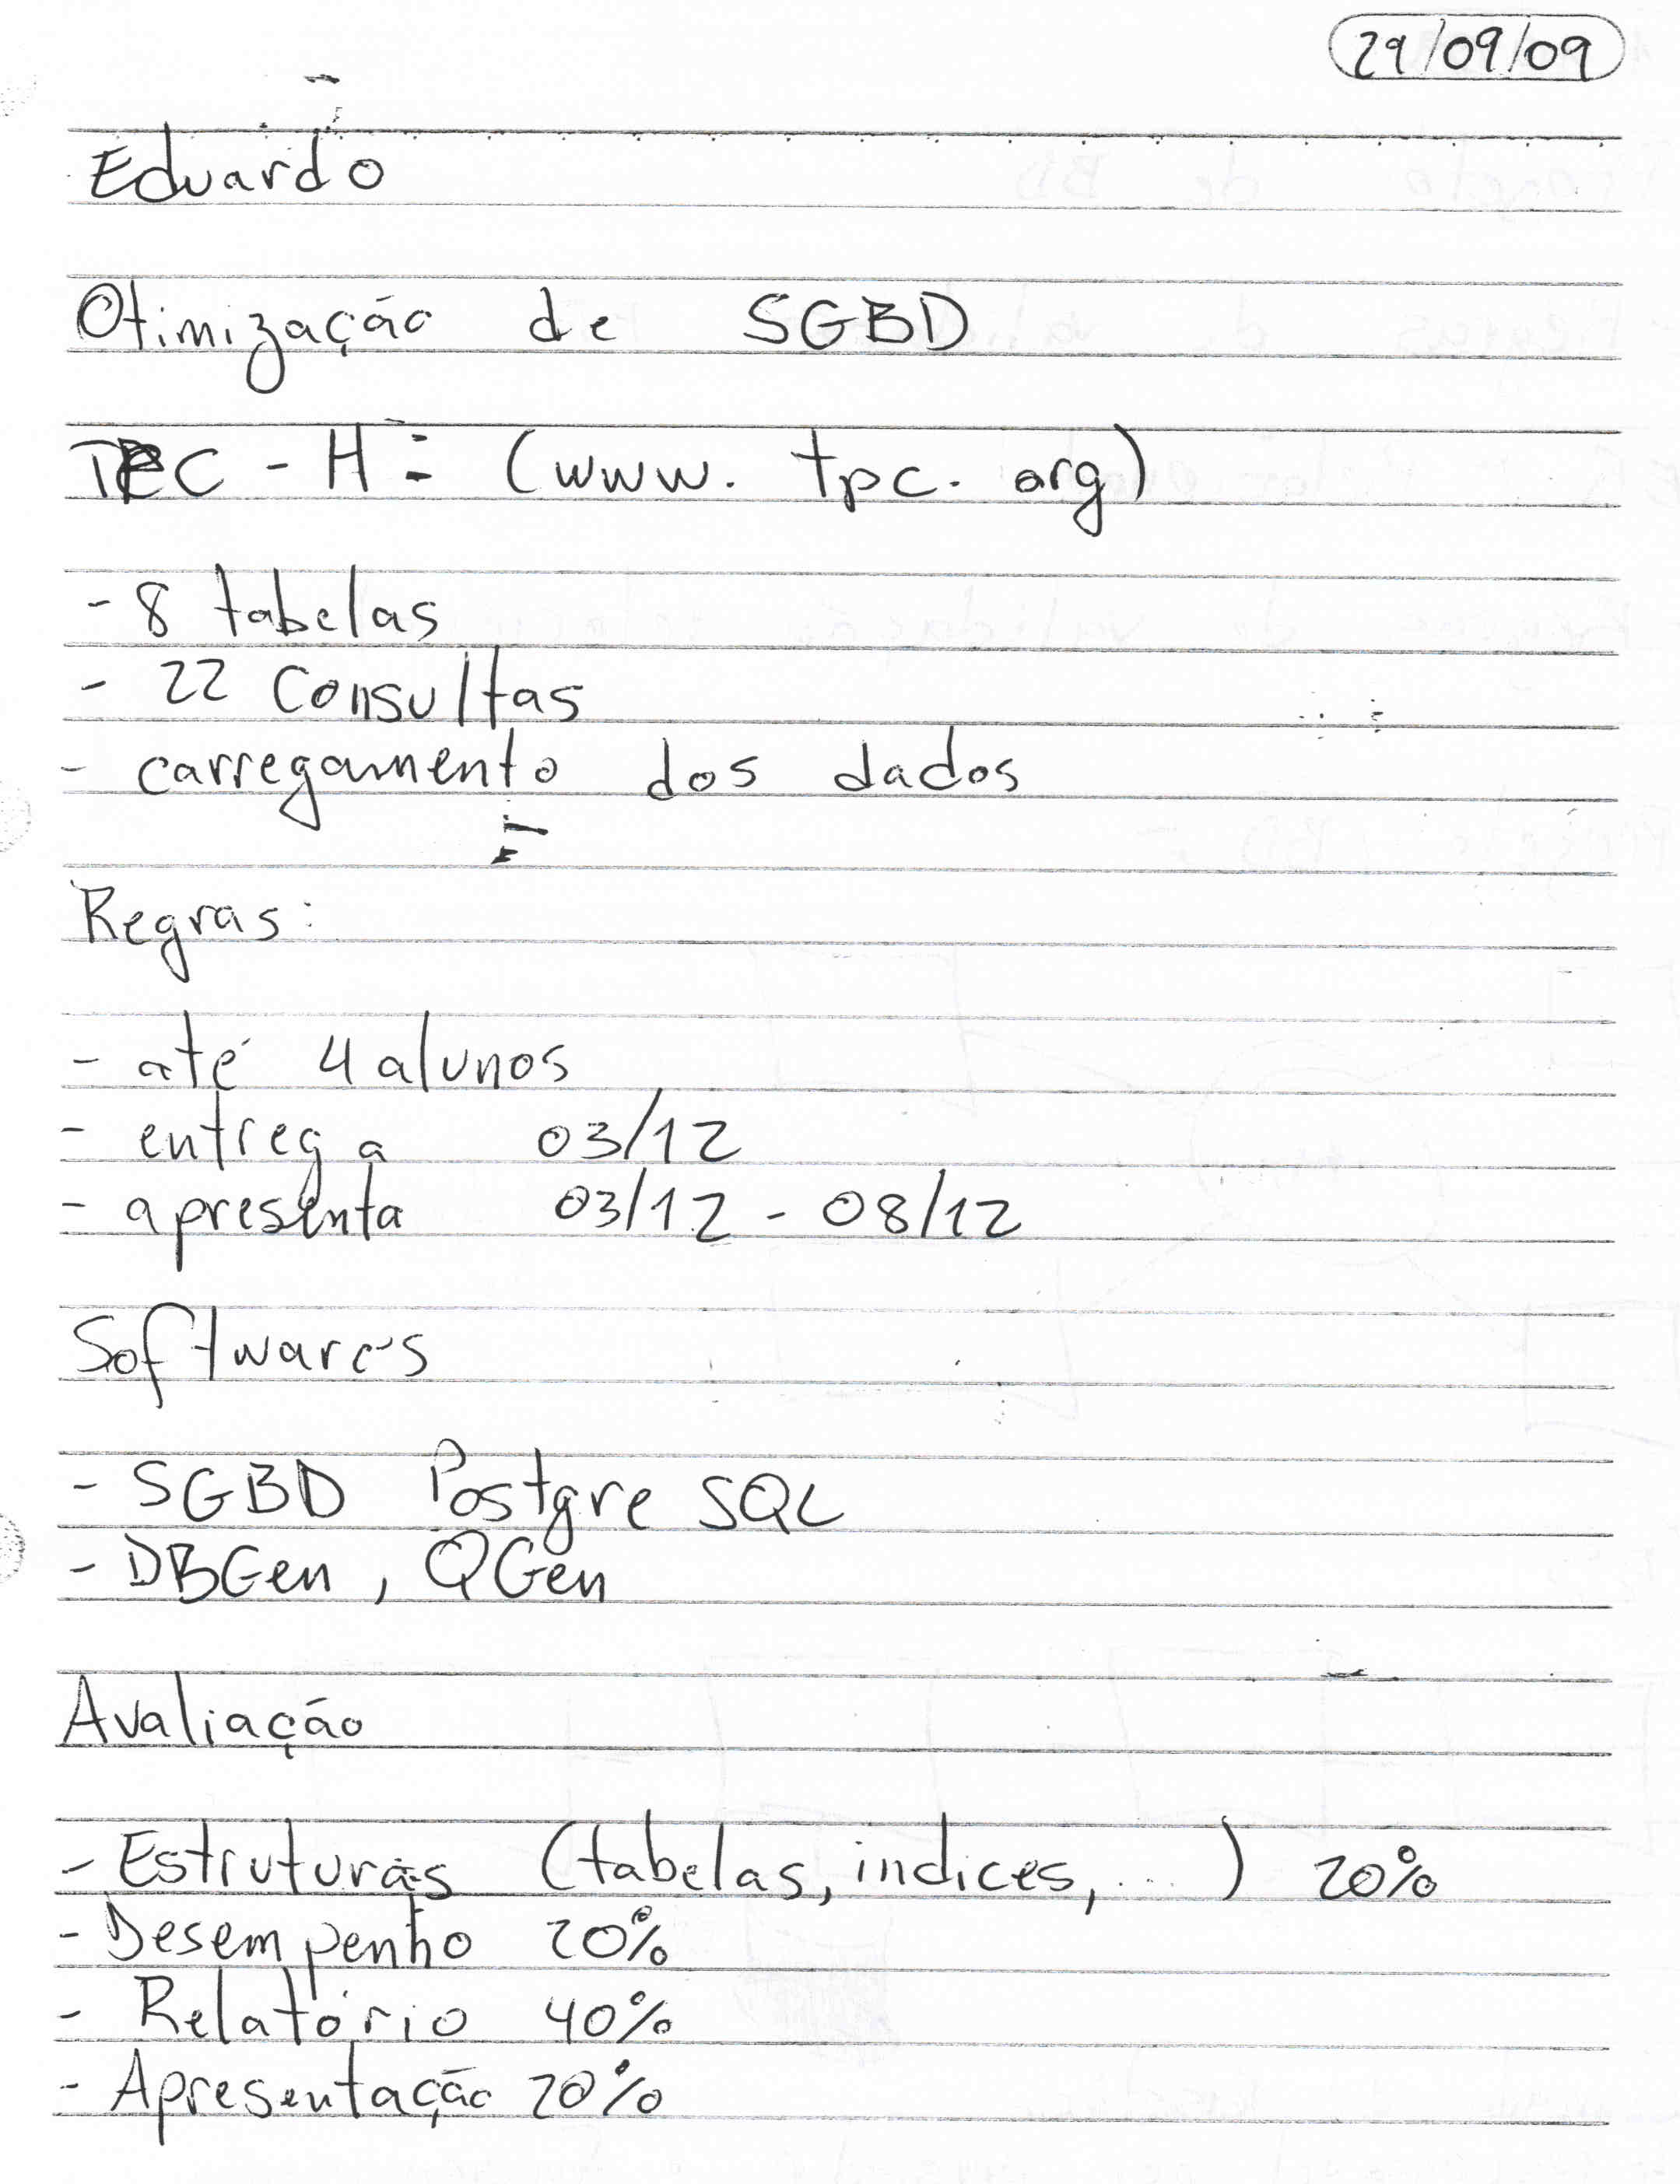 29/09/09
Eduardo
Otimização de SGBD
TPC - H: (www. tpc. org)
- 8 tabelas
- 22 consultas
- carregamento dos dados
Regras:
- até 4 alunos
- entrega 03/12
- apresenta 03/12 - 08/12
Softwares
- SGBD PostgreSQL
- DBGen, QGen
Avaliação
- Estruturas (tabelas, indices, ...) 20%
- Desempenho 20%
- Relatório 40%
- Apresentação 20%